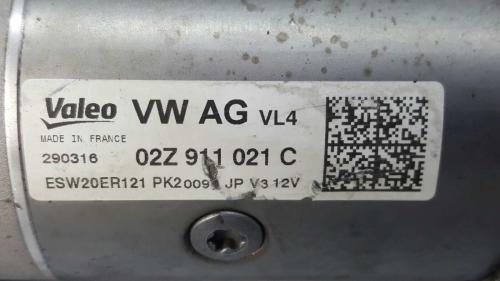 Valeo VW AG VL4
MADE IN FRANCE
290316 02Z 911 021 C
ESW20ER121 PK2009 JP V3 12V